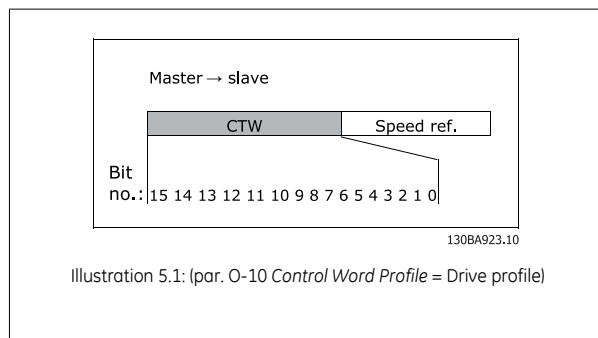 Master → slave
CTW Speed ref.
Bit
no.: 15 14 13 12 11 10 9 8 7 6 5 4 3 2 1 0
130BA923.10
Illustration 5.1: (par. O-10 Control Word Profile = Drive profile)